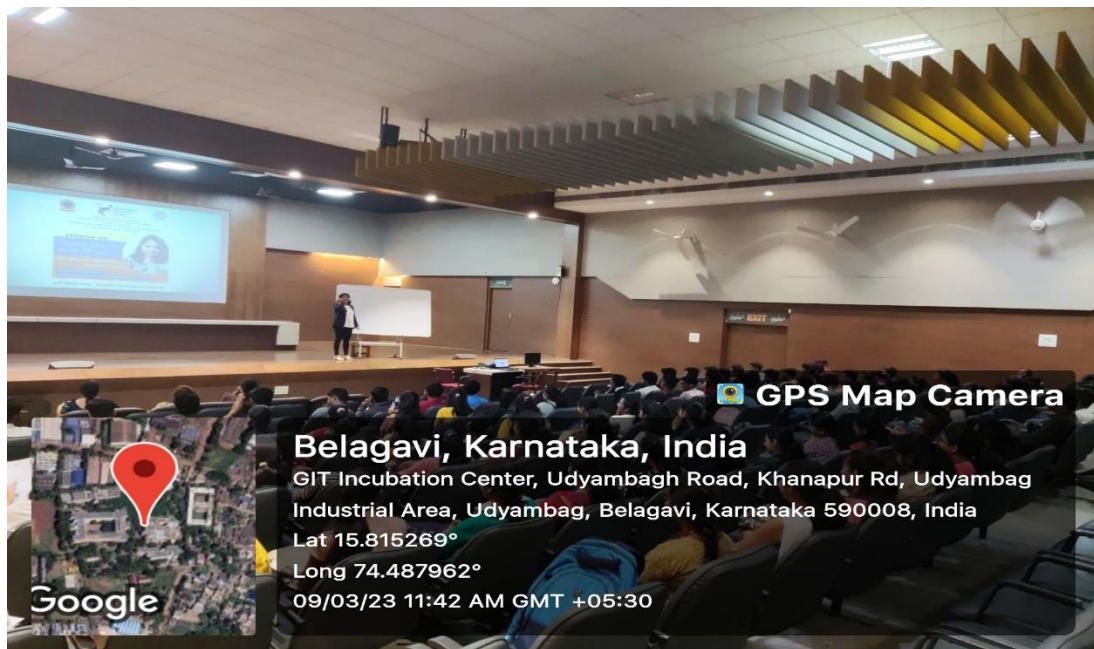 SESSION ON
EXIT
GPS Map Camera
Belagavi, Karnataka, India
GIT Incubation Center, Udyambagh Road, Khanapur Rd, Udyambag
Industrial Area, Udyambag, Belagavi, Karnataka 590008, India
Lat 15.815269°
Long 74.487962°
09/03/23 11:42 AM GMT +05:30
Google